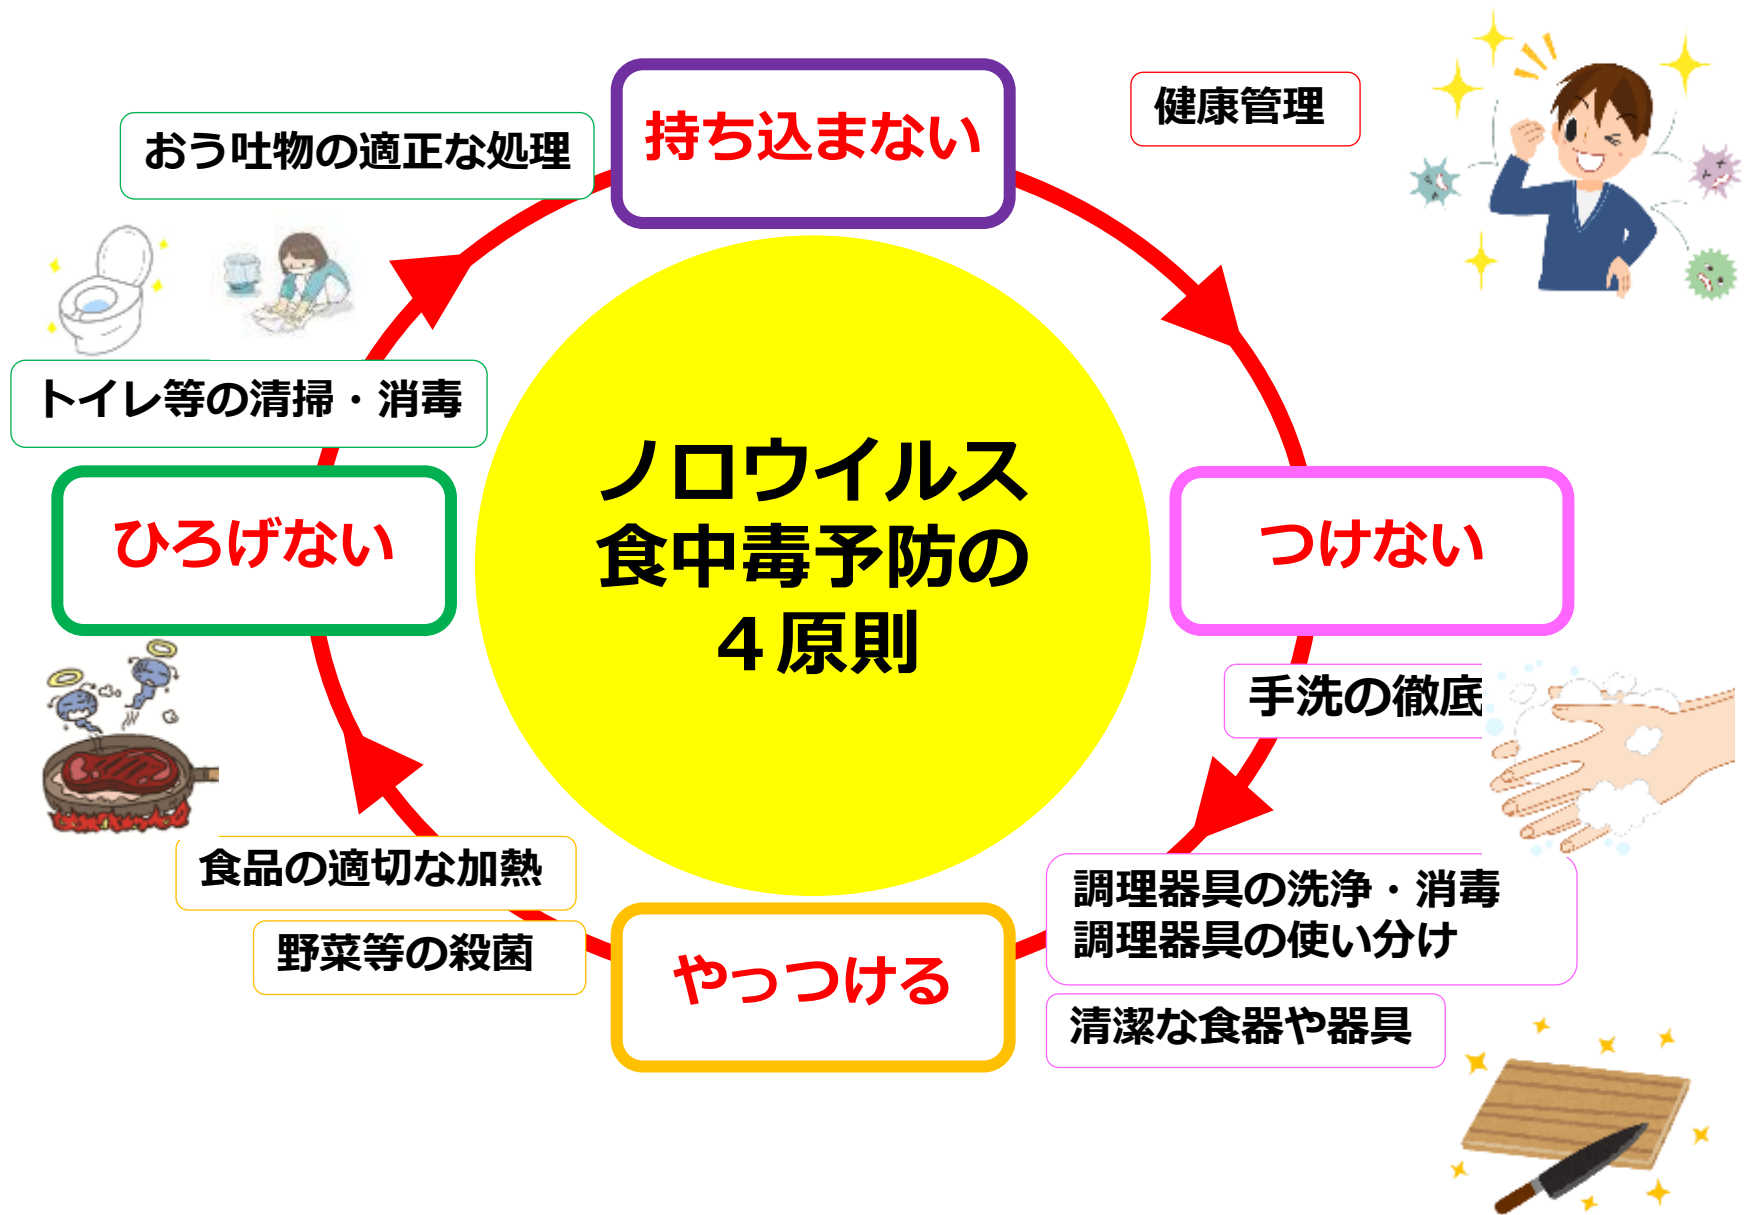 持ち込まない
健康管理
おう吐物の適正な処理
トイレ等の清掃・消毒
ひろげない
ノロウイルス
食中毒予防の
４原則
つけない
手洗の徹底
食品の適切な加熱
野菜等の殺菌
やっつける
調理器具の洗浄・消毒
調理器具の使い分け
清潔な食器や器具